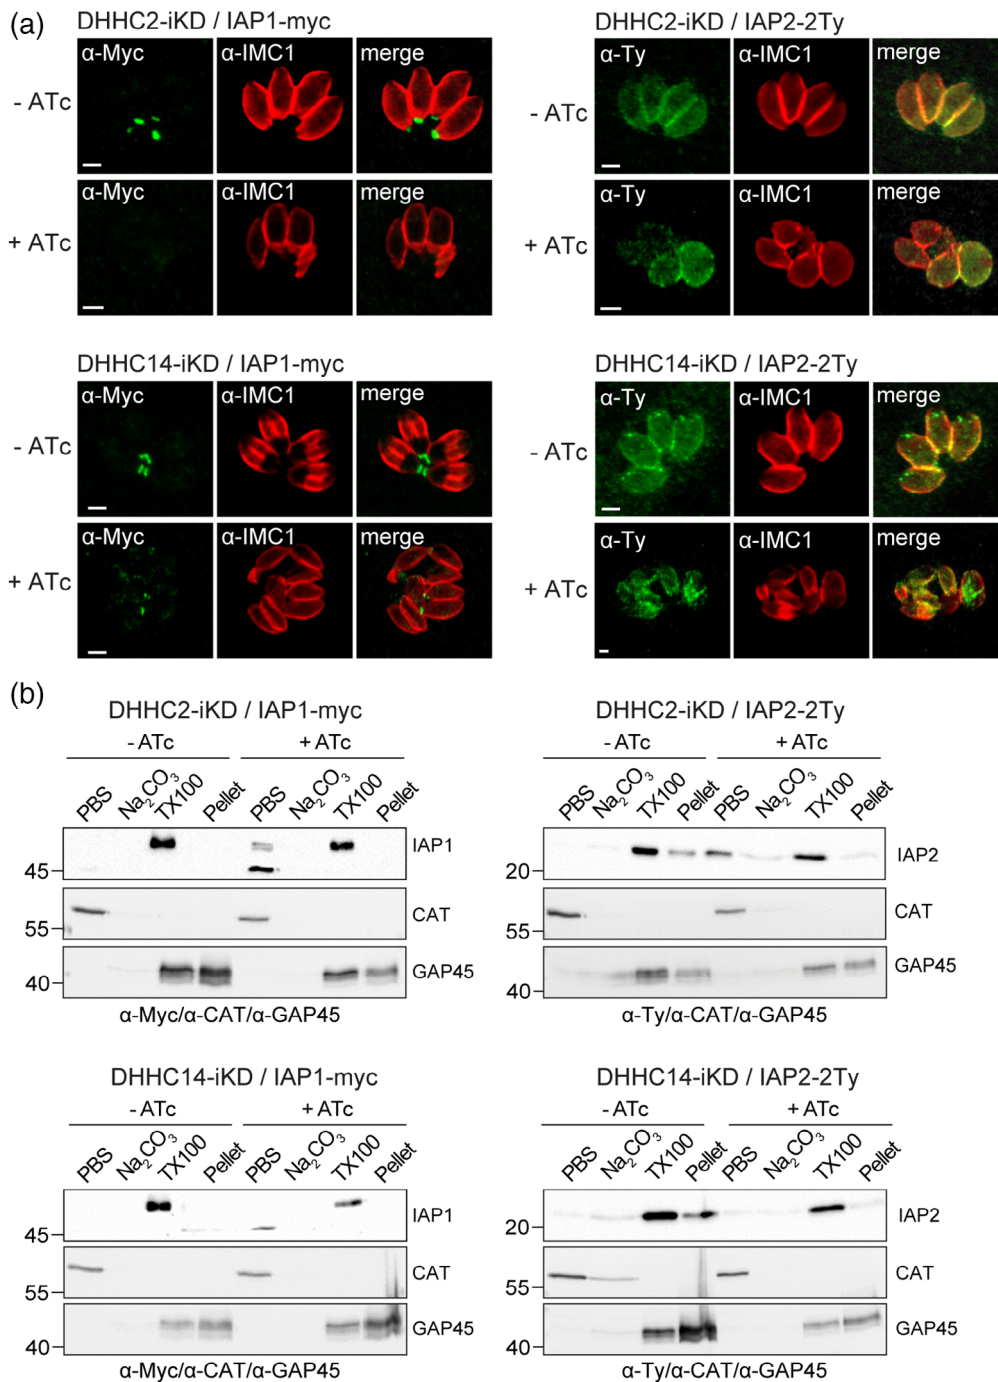 (a)
DHHC2-iKD / IAP1-myc
α-Myc α-IMC1 merge
- ATc
α-Myc α-IMC1 merge
+ ATc
DHHC2-iKD / IAP2-2Ty
α-Ty α-IMC1 merge
- ATc
α-Ty α-IMC1 merge
+ ATc
DHHC14-iKD / IAP1-myc
α-Myc α-IMC1 merge
- ATc
α-Myc α-IMC1 merge
+ ATc
DHHC14-iKD / IAP2-2Ty
α-Ty α-IMC1 merge
- ATc
α-Ty α-IMC1 merge
+ ATc
(b)
DHHC2-iKD / IAP1-myc
- ATc + ATc
PBS Na₂CO₃ TX100 Pellet PBS Na₂CO₃ TX100 Pellet
45 IAP1
55 CAT
40 GAP45
α-Myc/α-CAT/α-GAP45
DHHC2-iKD / IAP2-2Ty
- ATc + ATc
PBS Na₂CO₃ TX100 Pellet PBS Na₂CO₃ TX100 Pellet
20 IAP2
55 CAT
40 GAP45
α-Ty/α-CAT/α-GAP45
DHHC14-iKD / IAP1-myc
- ATc + ATc
PBS Na₂CO₃ TX100 Pellet PBS Na₂CO₃ TX100 Pellet
45 IAP1
55 CAT
40 GAP45
α-Myc/α-CAT/α-GAP45
DHHC14-iKD / IAP2-2Ty
- ATc + ATc
PBS Na₂CO₃ TX100 Pellet PBS Na₂CO₃ TX100 Pellet
20 IAP2
55 CAT
40 GAP45
α-Ty/α-CAT/α-GAP45